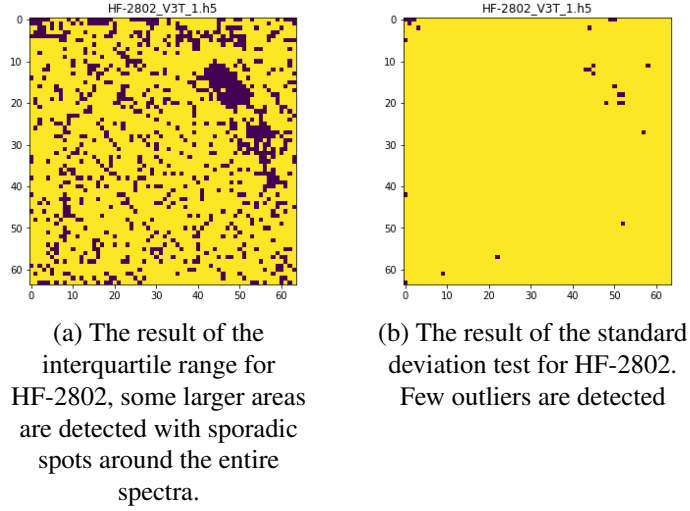 HF-2802_V3T_1.h5
0
10
20
30
40
50
60
0 10 20 30 40 50 60
(a) The result of the
interquartile range for
HF-2802, some larger areas
are detected with sporadic
spots around the entire
spectra.
HF-2802_V3T_1.h5
0
10
20
30
40
50
60
0 10 20 30 40 50 60
(b) The result of the standard
deviation test for HF-2802.
Few outliers are detected